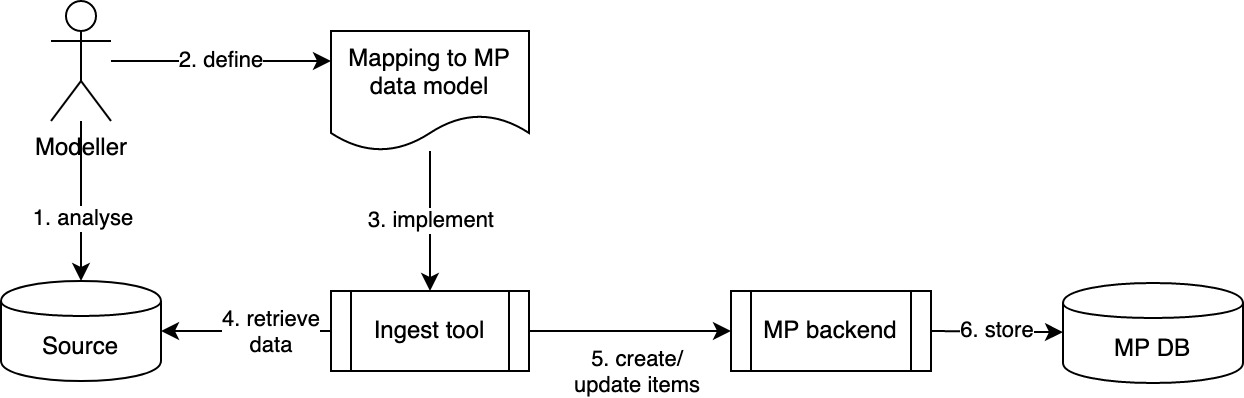 2. define
Mapping to MP
data model
Modeller
1. analyse
3. implement
Source
4. retrieve
data
Ingest tool
5. create/
update items
MP backend
6. store
MP DB